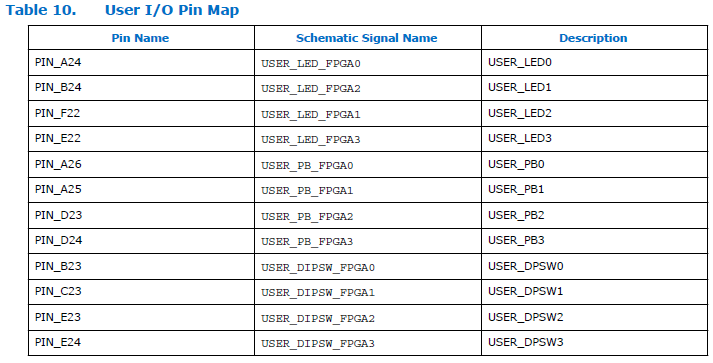 Table 10. User I/O Pin Map
Pin Name Schematic Signal Name Description
PIN_A24 USER_LED_FPGA0 USER_LED0
PIN_B24 USER_LED_FPGA2 USER_LED1
PIN_F22 USER_LED_FPGA1 USER_LED2
PIN_E22 USER_LED_FPGA3 USER_LED3
PIN_A26 USER_PB_FPGA0 USER_PB0
PIN_A25 USER_PB_FPGA1 USER_PB1
PIN_D23 USER_PB_FPGA2 USER_PB2
PIN_D24 USER_PB_FPGA3 USER_PB3
PIN_B23 USER_DIPSW_FPGA0 USER_DPSW0
PIN_C23 USER_DIPSW_FPGA1 USER_DPSW1
PIN_E23 USER_DIPSW_FPGA2 USER_DPSW2
PIN_E24 USER_DIPSW_FPGA3 USER_DPSW3